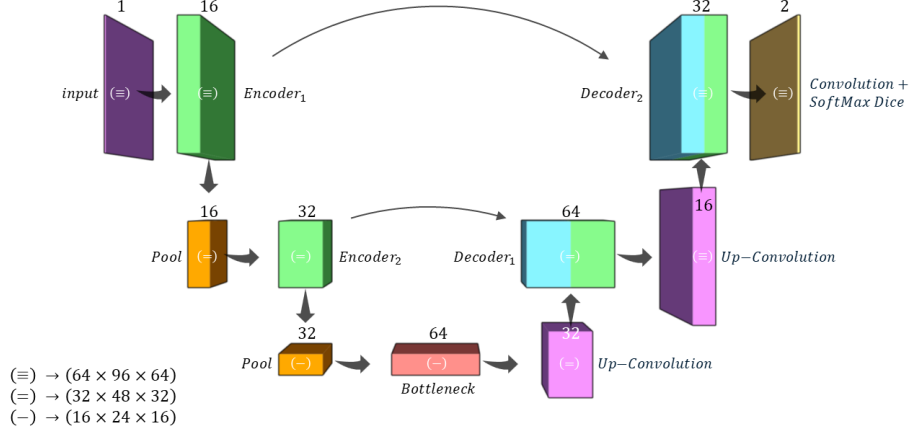 1 16 32 2
input (≡) (≡) Encoder₁ Decoder₂ (≡) (≡) Convolution +
SoftMax Dice
16 32 64 16
Pool (=) (=) Encoder₂ Decoder₁ (=) (≡) Up−Convolution
32 64 32
Pool (−) (−) (=) Up−Convolution
Bottleneck
(≡) → (64 × 96 × 64)
(=) → (32 × 48 × 32)
(−) → (16 × 24 × 16)